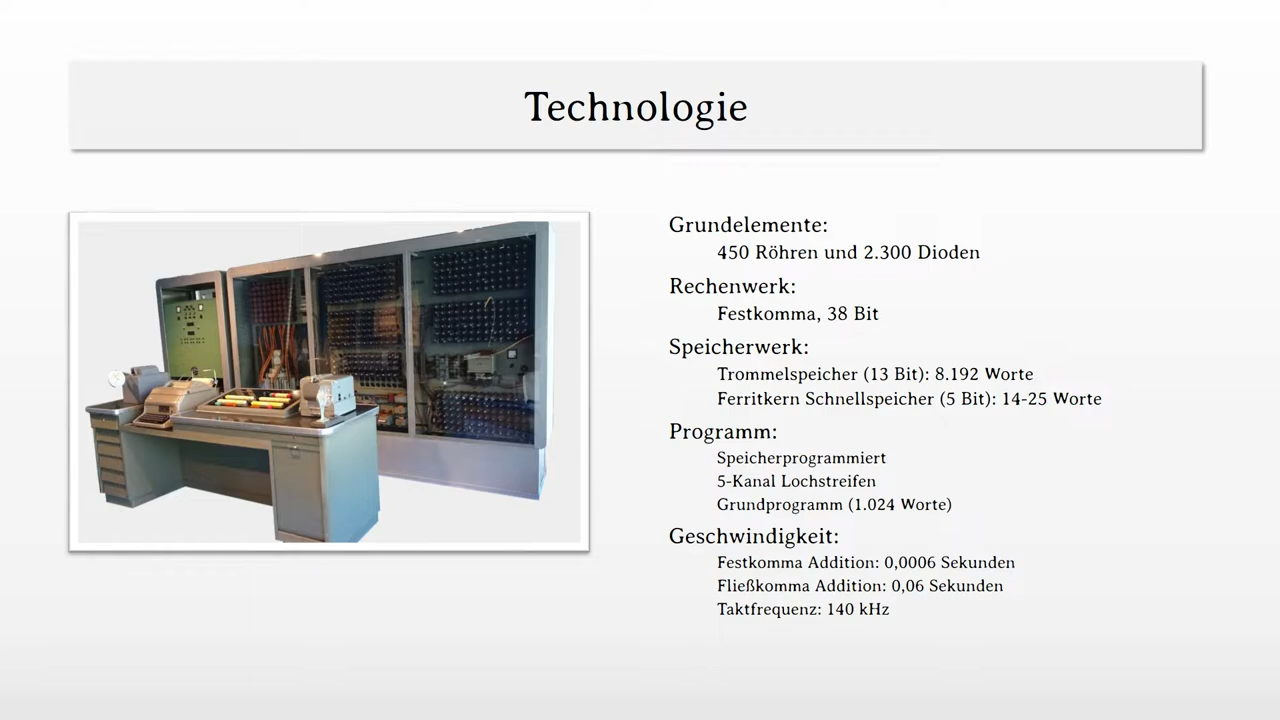 Technologie
Grundelemente:
450 Röhren und 2.300 Dioden
Rechenwerk:
Festkomma, 38 Bit
Speicherwerk:
Trommelspeicher (13 Bit): 8.192 Worte
Ferritkern Schnellspeicher (5 Bit): 14-25 Worte
Programm:
Speicherprogrammiert
5-Kanal Lochstreifen
Grundprogramm (1.024 Worte)
Geschwindigkeit:
Festkomma Addition: 0,0006 Sekunden
Fließkomma Addition: 0,06 Sekunden
Taktfrequenz: 140 kHz